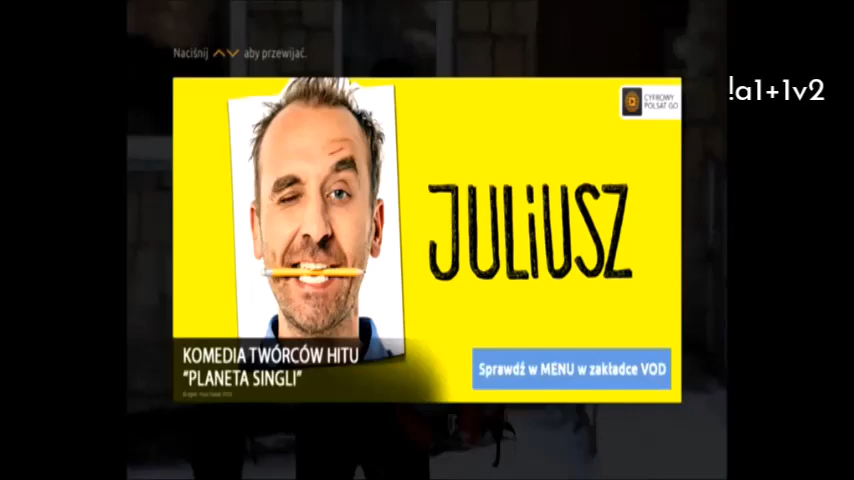 Naciśnij aby przewijać.
!a1+1v2
CYFROWY
POLSAT GO
JULiUSZ
KOMEDIA TWÓRCÓW HITU
“PLANETA SINGLI”
Sprawdź w MENU w zakładce VOD